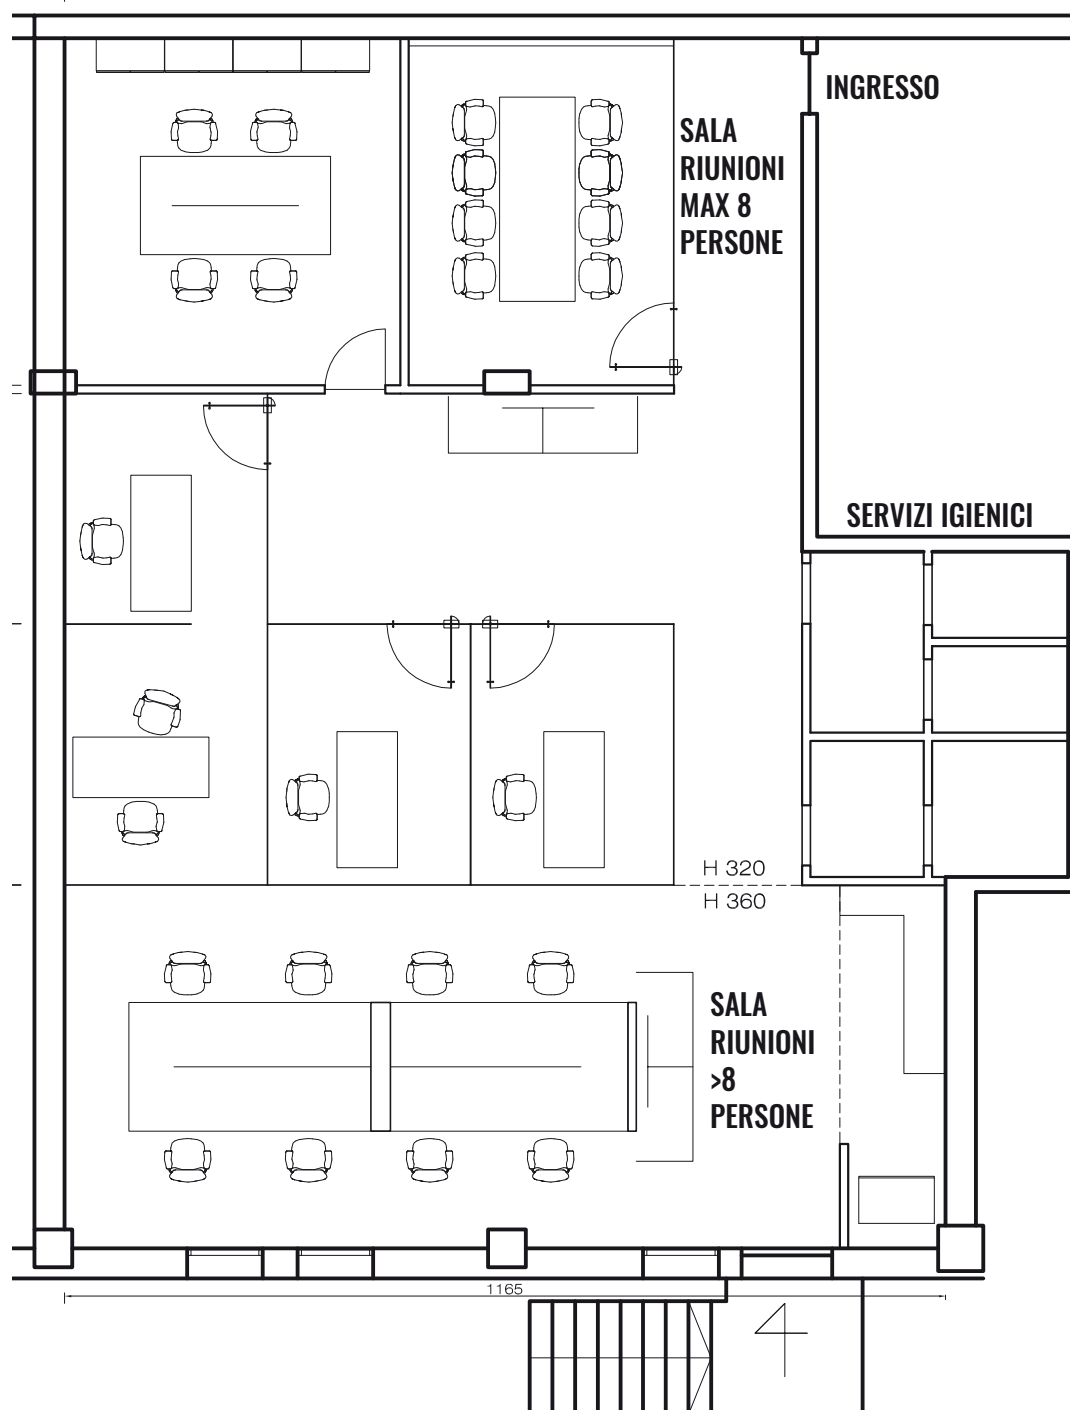 INGRESSO
SALA
RIUNIONI
MAX 8
PERSONE
SERVIZI IGIENICI
H 320
H 360
SALA
RIUNIONI
>8
PERSONE
1165